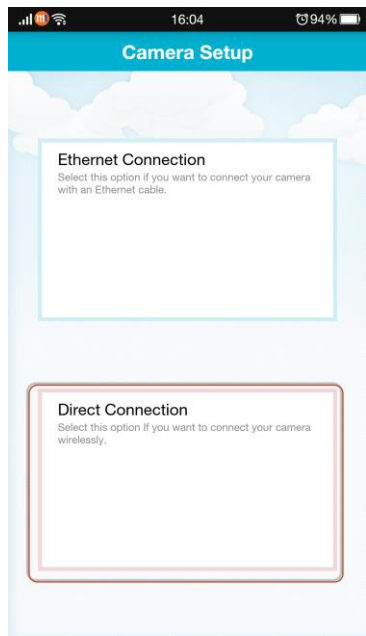 16:04
94%
Camera Setup
Ethernet Connection
Select this option if you want to connect your camera
with an Ethernet cable.
Direct Connection
Select this option If you want to connect your camera
wirelessly.